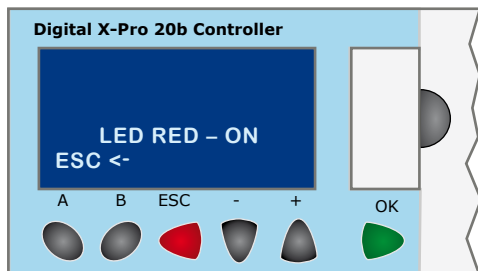 Digital X-Pro 20b Controller
LED RED – ON
ESC <-
A B ESC - + OK